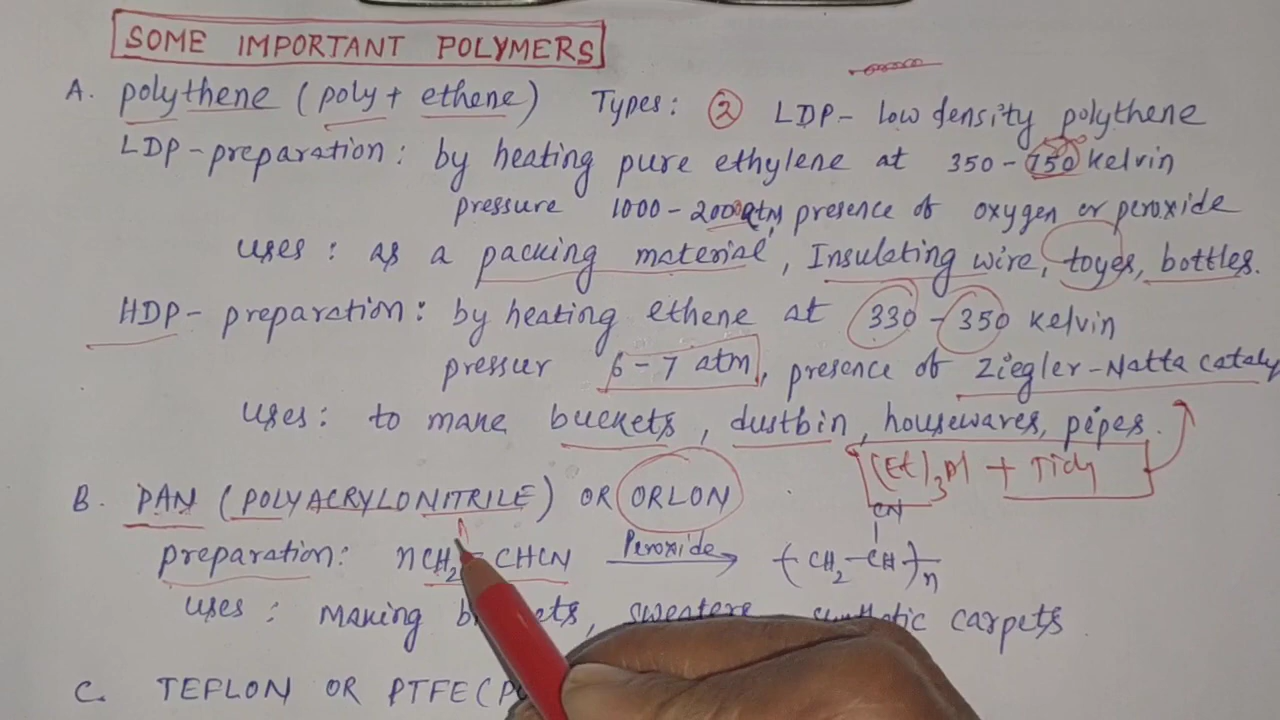 SOME IMPORTANT POLYMERS
A. polythene (poly + ethene) Types: 2 LDP - low density polythene
LDP - preparation: by heating pure ethylene at 350 - 750 kelvin
pressure 1000 - 2000 atm presence of oxygen or peroxide
uses: as a packing material, Insulating wire, toyes, bottles.
HDP - preparation: by heating ethene at 330 - 350 kelvin
pressur 6 - 7 atm, presence of Ziegler-Natta cataly
uses: to make buckets, dustbin, housewares, pipes.
(Et)3Al + TiCl4
B. PAN (POLYACRYLONITRILE) OR ORLON
CN
preparation: nCH2 = CHCN Peroxide ( CH2 - CH )n
uses: making carpets
C. TEFLON OR PTFE (